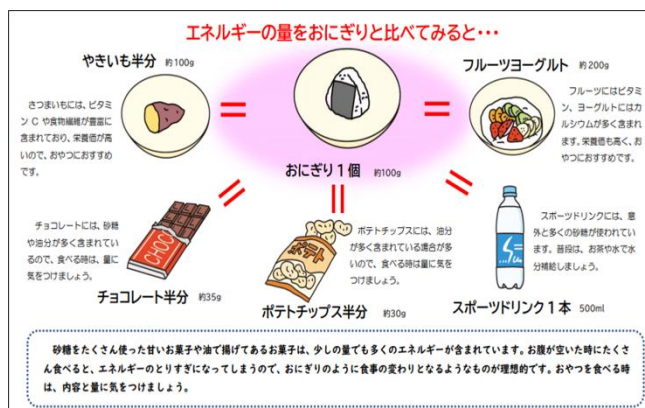 エネルギーの量をおにぎりと比べてみると・・・
やきいも半分 約100g
さつまいもには、ビタミ
ン C や食物繊維が豊富に
含まれており、栄養価が高
いので、おやつにおすすめ
です。
おにぎり1個 約100g
フルーツヨーグルト 約200g
フルーツにはビタミ
ン、ヨーグルトにはカ
ルシウムが多く含まれ
ます。栄養価も高く、お
やつにおすすめです。
チョコレートには、砂糖
や油分が多く含まれてい
るので、食べる時は、量に
気をつけましょう。
CHOC
チョコレート半分 約35g
ポテトチップスには、油分
が多く含まれている場合が多
いので、食べる時は量に気を
つけましょう。
ポテト
ポテトチップス半分 約30g
スポーツドリンクには、意
外と多くの砂糖が使われてい
ます。普段は、お茶や水で水
分補給しましょう。
スポーツドリンク1本 500ml
砂糖をたくさん使った甘いお菓子や油で揚げてあるお菓子は、少しの量でも多くのエネルギーが含まれています。お腹が空いた時にたくさ
ん食べると、エネルギーのとりすぎになってしまうので、おにぎりのように食事の変わりとなるようなものが理想的です。おやつを食べる時
は、内容と量に気をつけましょう。